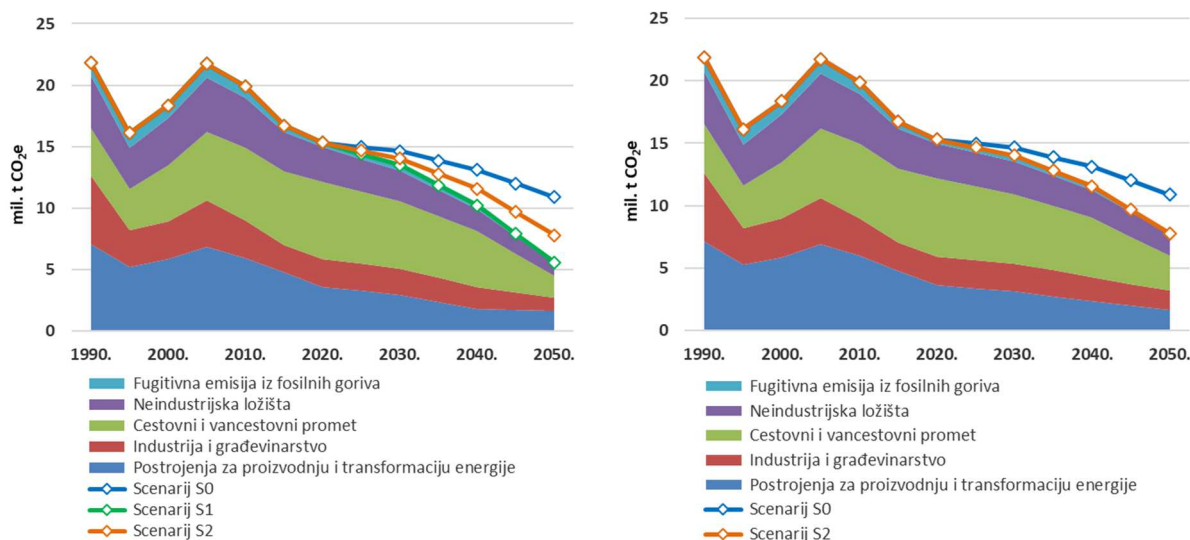 25
20
15
10
5
0
mil. t CO₂e
1990.
2000.
2010.
2020.
2030.
2040.
2050.
Fugitivna emisija iz fosilnih goriva
Neindustrijska ložišta
Cestovni i vancestovni promet
Industrija i građevinarstvo
Postrojenja za proizvodnju i transformaciju energije
Scenarij S0
Scenarij S1
Scenarij S2
25
20
15
10
5
0
mil. t CO₂e
1990.
2000.
2010.
2020.
2030.
2040.
2050.
Fugitivna emisija iz fosilnih goriva
Neindustrijska ložišta
Cestovni i vancestovni promet
Industrija i građevinarstvo
Postrojenja za proizvodnju i transformaciju energije
Scenarij S0
Scenarij S2